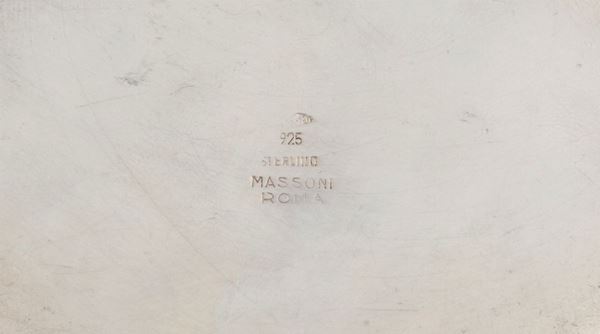 925
STERLING
MASSONI
ROMA